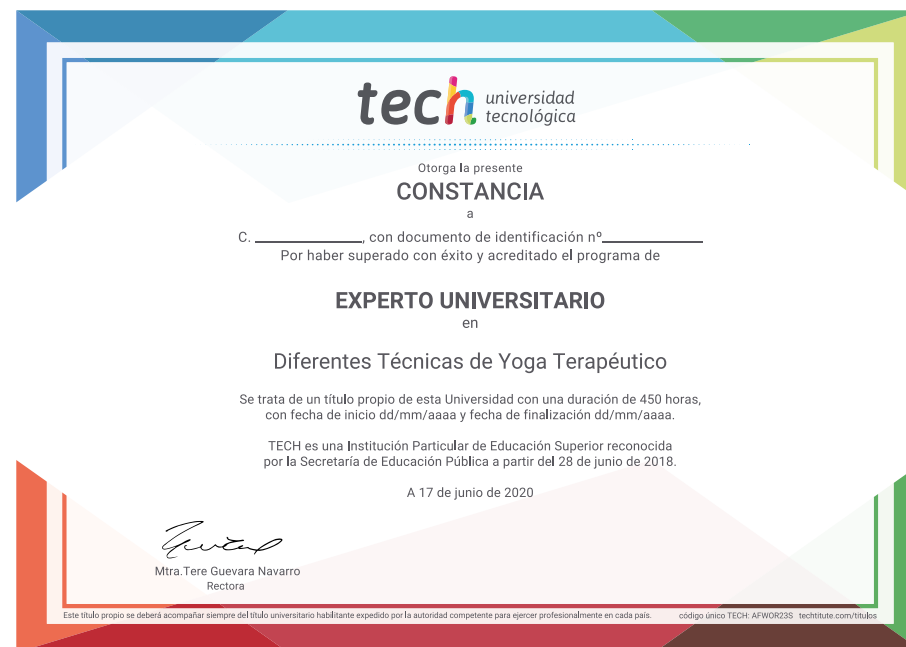 tech universidad
tecnológica
Otorga la presente
CONSTANCIA
a
C. ____________, con documento de identificación nº____________
Por haber superado con éxito y acreditado el programa de
EXPERTO UNIVERSITARIO
en
Diferentes Técnicas de Yoga Terapéutico
Se trata de un título propio de esta Universidad con una duración de 450 horas,
con fecha de inicio dd/mm/aaaa y fecha de finalización dd/mm/aaaa.
TECH es una Institución Particular de Educación Superior reconocida
por la Secretaría de Educación Pública a partir del 28 de junio de 2018.
A 17 de junio de 2020
Mtra.Tere Guevara Navarro
Rectora
Este título propio se deberá acompañar siempre del título universitario habilitante expedido por la autoridad competente para ejercer profesionalmente en cada país. código único TECH: AFWOR23S techtitute.com/titulos